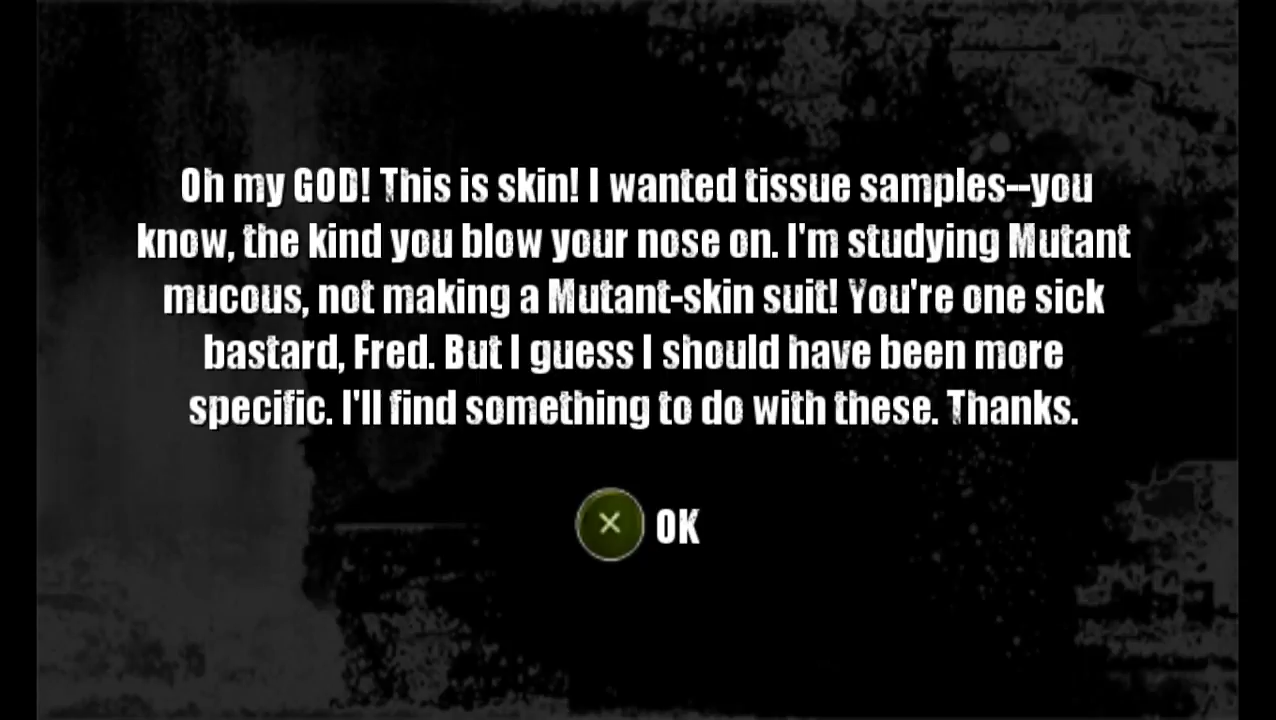 Oh my GOD! This is skin! I wanted tissue samples--you
know, the kind you blow your nose on. I'm studying Mutant
mucous, not making a Mutant-skin suit! You're one sick
bastard, Fred. But I guess I should have been more
specific. I'll find something to do with these. Thanks.
OK